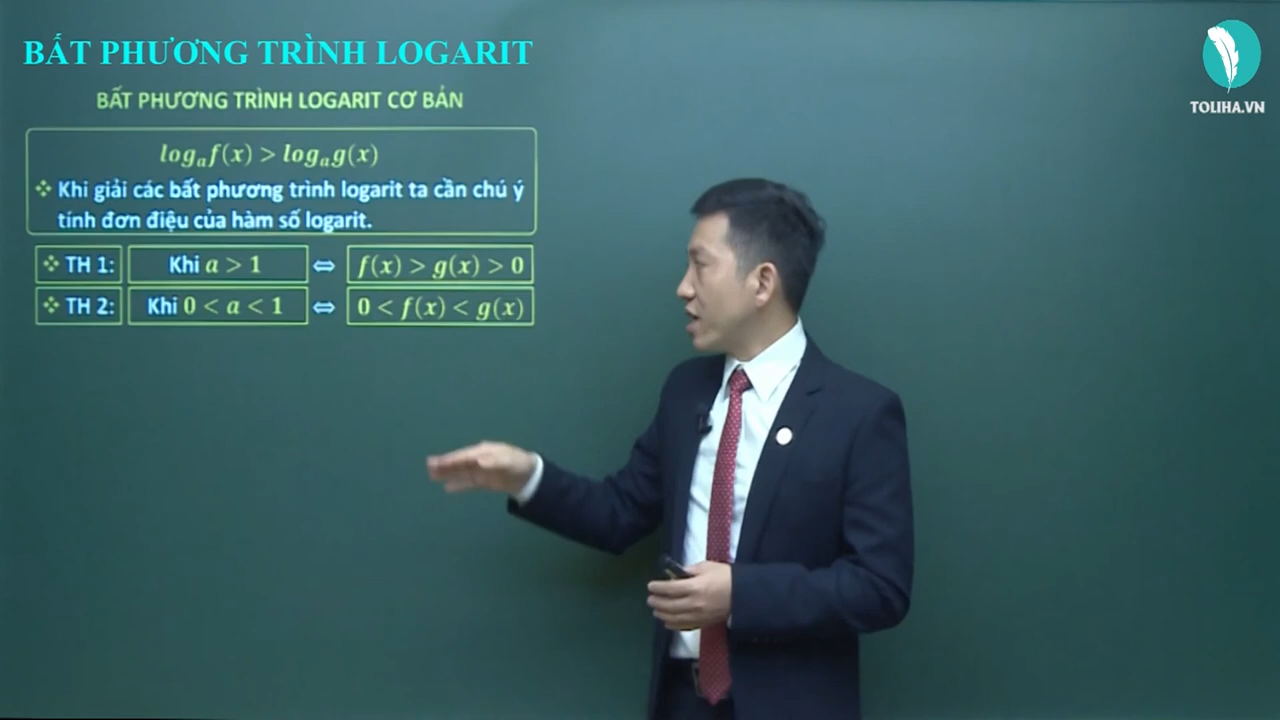 BẤT PHƯƠNG TRÌNH LOGARIT
BẤT PHƯƠNG TRÌNH LOGARIT CƠ BẢN
logₐf(x) > logₐg(x)
❖ Khi giải các bất phương trình logarit ta cần chú ý
tính đơn điệu của hàm số logarit.
❖ TH 1: Khi a > 1 ⇔ f(x) > g(x) > 0
❖ TH 2: Khi 0 < a < 1 ⇔ 0 < f(x) < g(x)
TOLIHA.VN